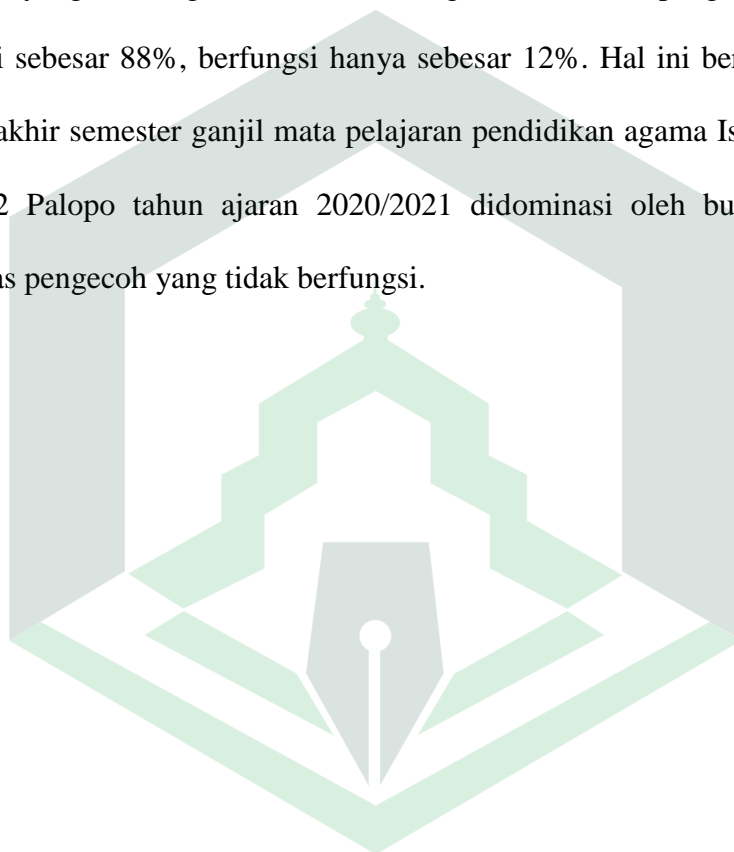 i sebesar 88%, berfungsi hanya sebesar 12%. Hal ini ber
akhir semester ganjil mata pelajaran pendidikan agama Is
2 Palopo tahun ajaran 2020/2021 didominasi oleh bu
as pengecoh yang tidak berfungsi.